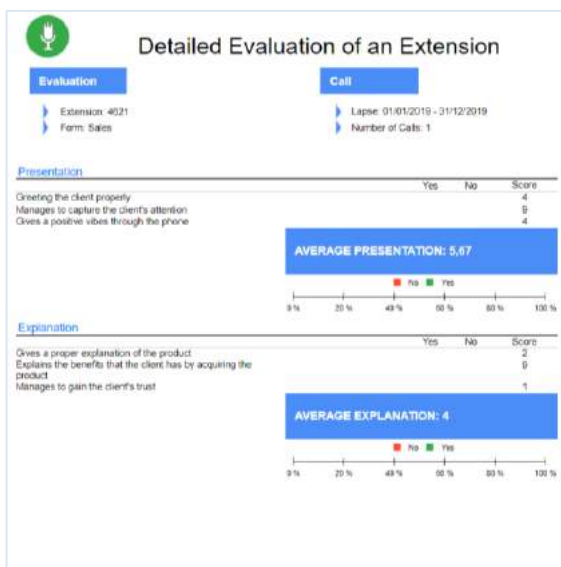 Detailed Evaluation of an Extension
Evaluation
Call
Extension: 4621
Lapse: 01/01/2019 - 31/12/2019
Form: Sales
Number of Calls: 1
Presentation
Yes No Score
Greeting the client properly 4
Manages to capture the client's attention 9
Gives a positive vibes through the phone 4
AVERAGE PRESENTATION: 5,67
No Yes
0 % 20 % 40 % 60 % 80 % 100 %
Explanation
Yes No Score
Gives a proper explanation of the product 2
Explains the benefits that the client has by acquiring the 9
product
Manages to gain the client's trust 1
AVERAGE EXPLANATION: 4
No Yes
0 % 20 % 40 % 60 % 80 % 100 %